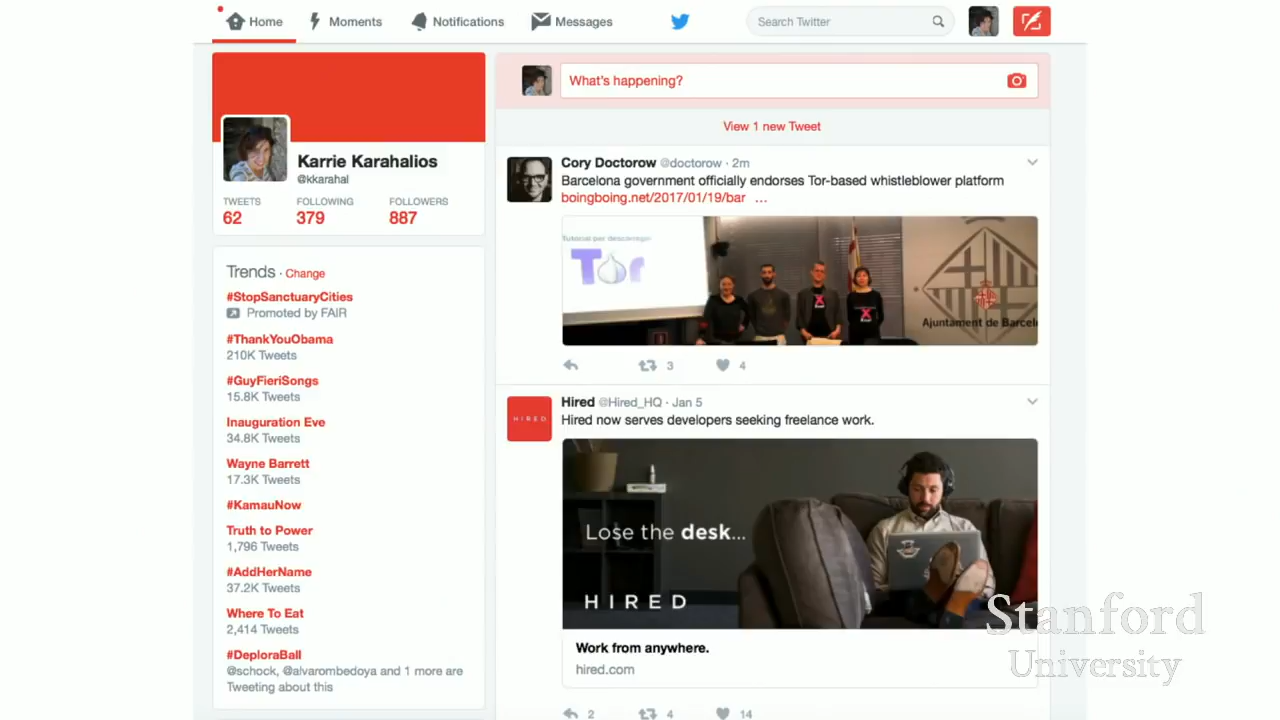 Home
Moments
Notifications
Messages
Search Twitter
Karrie Karahalios
@kkarahal
TWEETS FOLLOWING FOLLOWERS
62 379 887
Trends · Change
#StopSanctuaryCities
Promoted by FAIR
#ThankYouObama
210K Tweets
#GuyFieriSongs
15.8K Tweets
Inauguration Eve
34.8K Tweets
Wayne Barrett
17.3K Tweets
#KamauNow
Truth to Power
1,796 Tweets
#AddHerName
37.2K Tweets
Where To Eat
2,414 Tweets
#DeploraBall
@schock, @alvarombedoya and 1 more are
Tweeting about this
What's happening?
View 1 new Tweet
Cory Doctorow @doctorow · 2m
Barcelona government officially endorses Tor-based whistleblower platform
boingboing.net/2017/01/19/bar …
Tutorial per descarregar
Tor
Ajuntament de Barcel
3 4
HIRED
Hired @Hired_HQ · Jan 5
Hired now serves developers seeking freelance work.
Lose the desk...
HIRED
Work from anywhere.
hired.com
2 4 14
Stanford
University